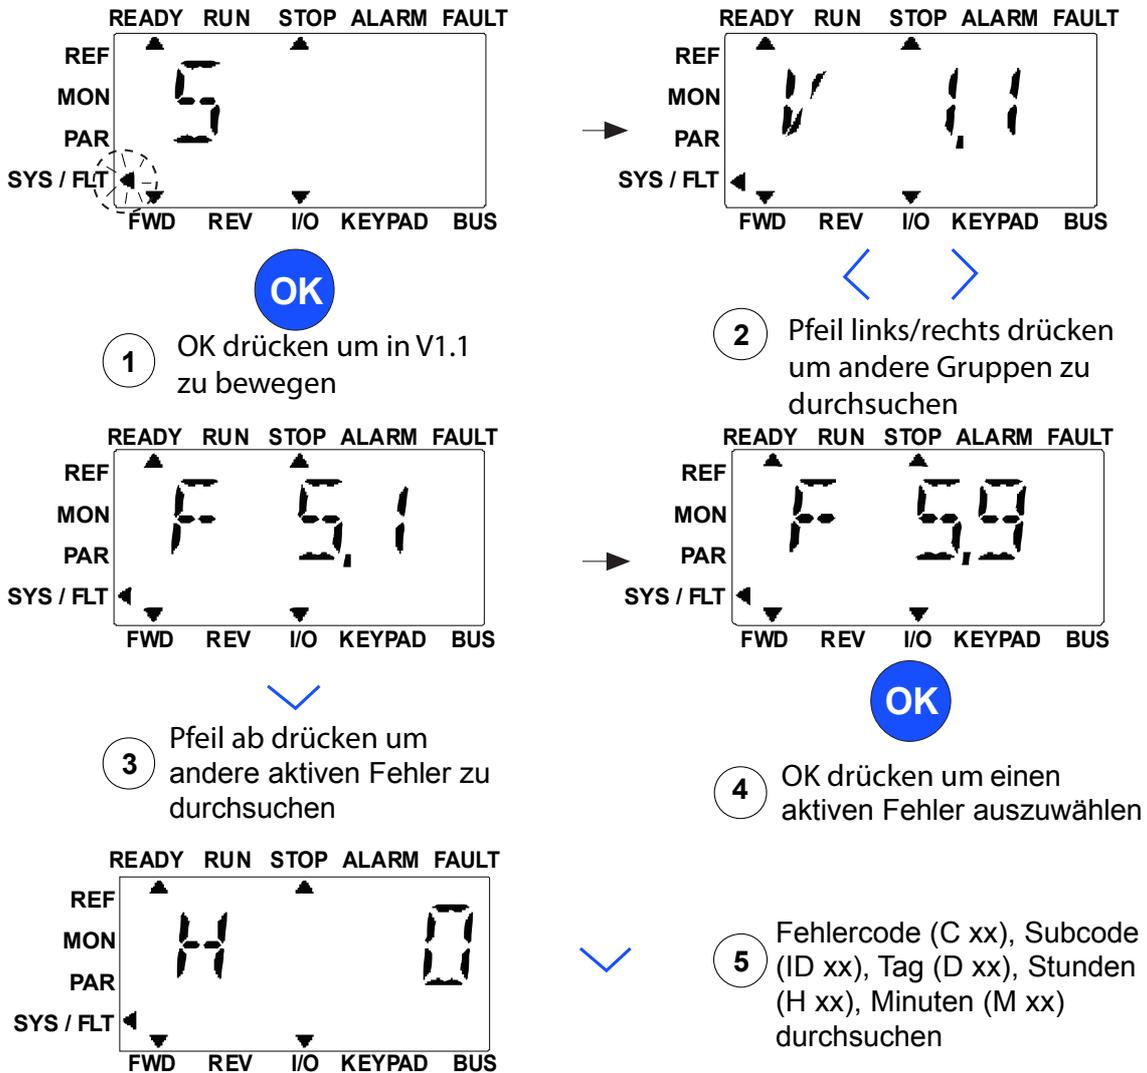 READY RUN STOP ALARM FAULT
REF
MON
PAR
SYS / FLT
S
FWD REV I/O KEYPAD BUS
OK
1
OK drücken um in V1.1
zu bewegen
READY RUN STOP ALARM FAULT
REF
MON
PAR
SYS / FLT
V 1,1
FWD REV I/O KEYPAD BUS
2
Pfeil links/rechts drücken
um andere Gruppen zu
durchsuchen
READY RUN STOP ALARM FAULT
REF
MON
PAR
SYS / FLT
F 5,1
FWD REV I/O KEYPAD BUS
3
Pfeil ab drücken um
andere aktiven Fehler zu
durchsuchen
READY RUN STOP ALARM FAULT
REF
MON
PAR
SYS / FLT
F 5,9
FWD REV I/O KEYPAD BUS
OK
4
OK drücken um einen
aktiven Fehler auszuwählen
READY RUN STOP ALARM FAULT
REF
MON
PAR
SYS / FLT
H 0
FWD REV I/O KEYPAD BUS
5
Fehlercode (C xx), Subcode
(ID xx), Tag (D xx), Stunden
(H xx), Minuten (M xx)
durchsuchen